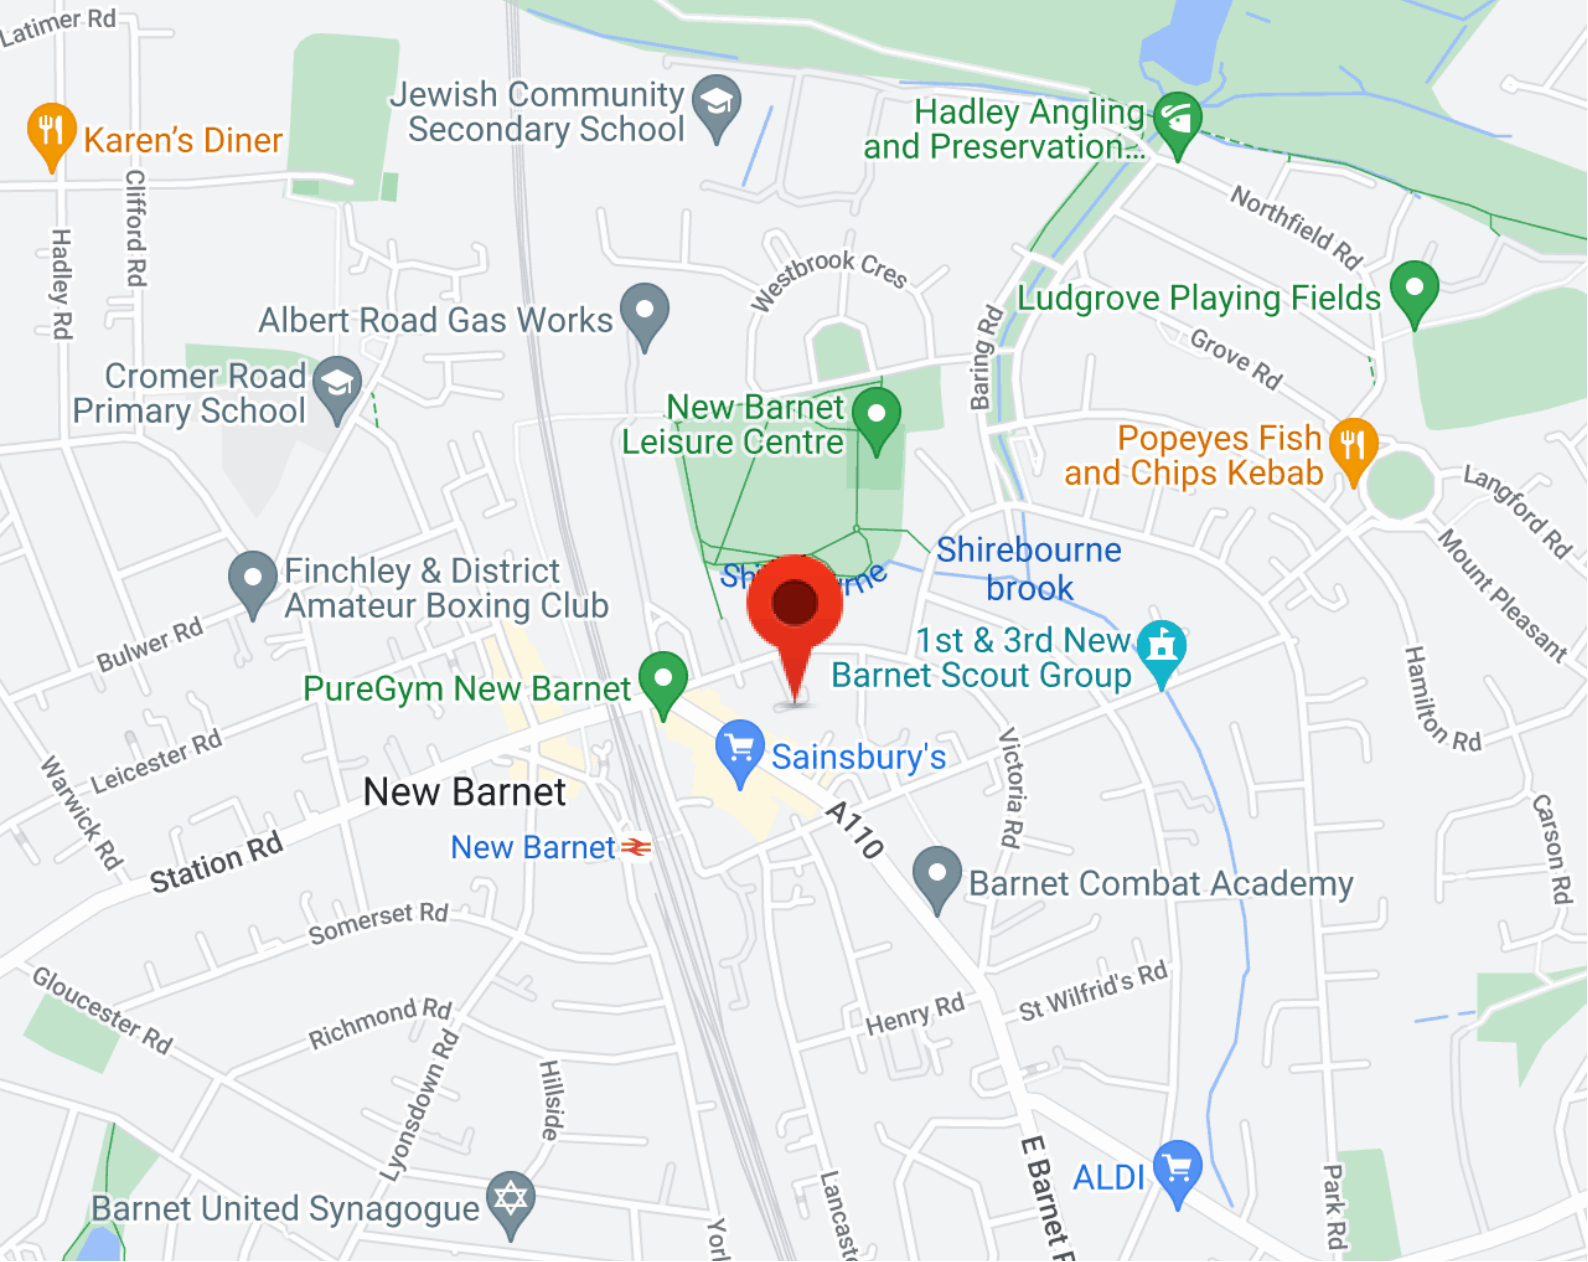 Latimer Rd
Jewish Community
Secondary School
Hadley Angling
and Preservation...
Karen's Diner
Clifford Rd
Hadley Rd
Northfield Rd
Westbrook Cres
Ludgrove Playing Fields
Albert Road Gas Works
Baring Rd
Grove Rd
Cromer Road
Primary School
New Barnet
Leisure Centre
Popeyes Fish
and Chips Kebab
Langford Rd
Mount Pleasant
Shirebourne
brook
Finchley & District
Amateur Boxing Club
Bulwer Rd
1st & 3rd New
Barnet Scout Group
PureGym New Barnet
Hamilton Rd
Leicester Rd
Victoria Rd
Sainsbury's
Warwick Rd
New Barnet
A110
Carson Rd
New Barnet
Station Rd
Barnet Combat Academy
Somerset Rd
Gloucester Rd
Richmond Rd
Henry Rd
St Wilfrid's Rd
Lyonsdown Rd
Hillside
E Barnet
ALDI
Park Rd
Barnet United Synagogue
Lancast